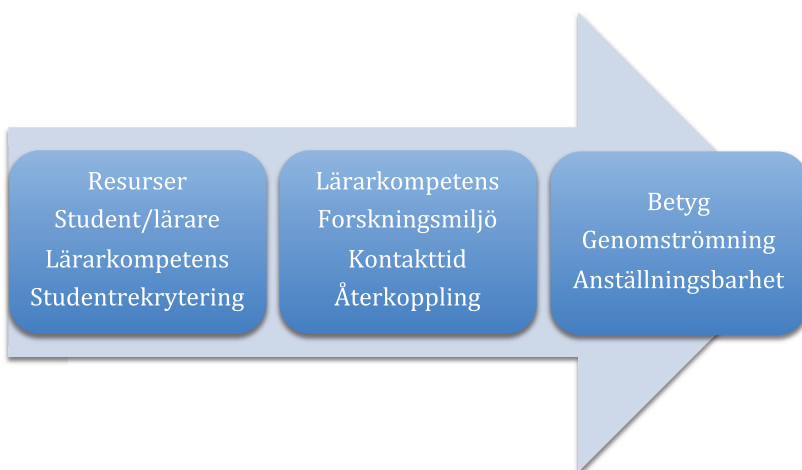 Resurser
Student/lärare
Lärarkompetens
Studentrekrytering
Lärarkompetens
Forskningsmiljö
Kontakttid
Återkoppling
Betyg
Genomströmning
Anställningsbarhet